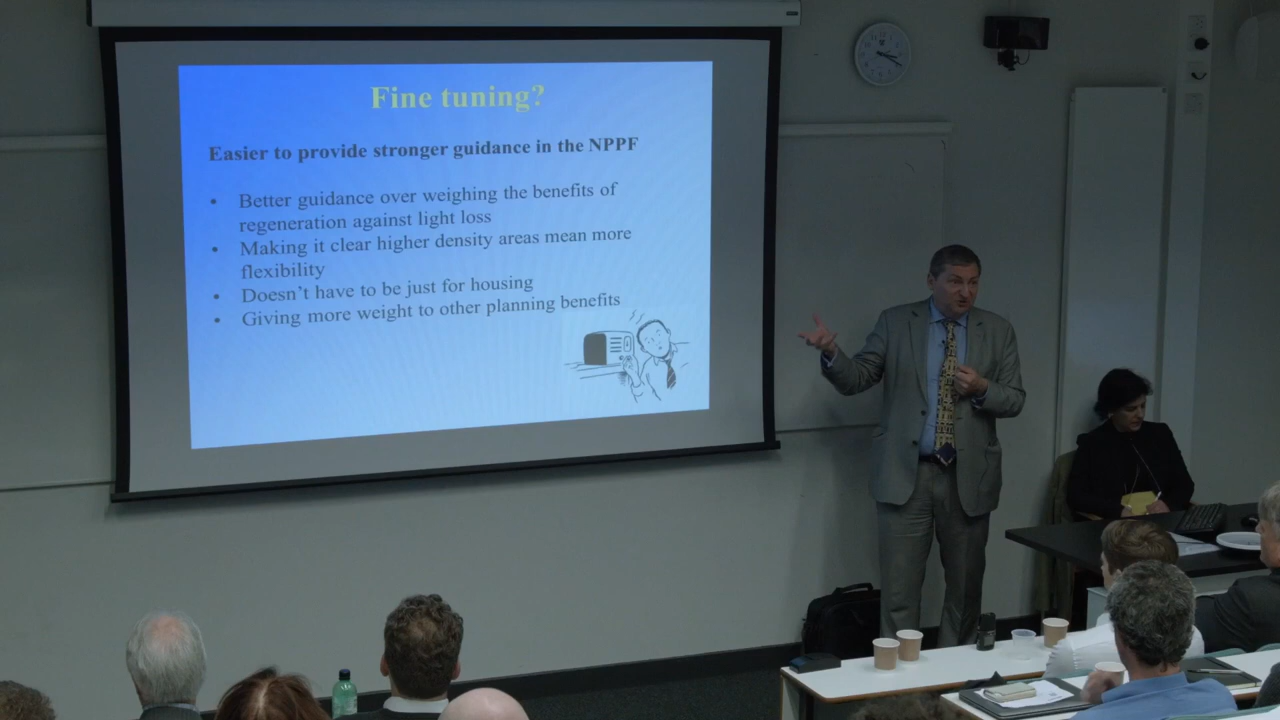 Fine tuning?
Easier to provide stronger guidance in the NPPF
• Better guidance over weighing the benefits of
regeneration against light loss
• Making it clear higher density areas mean more
flexibility
• Doesn't have to be just for housing
• Giving more weight to other planning benefits